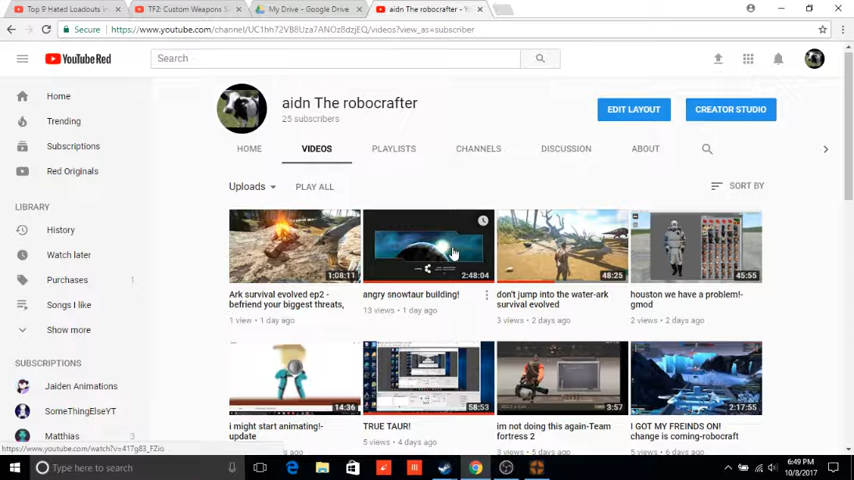 Top 9 Hated Loadouts in
TF2: Custom Weapons S
My Drive - Google Drive
aidn The robocrafter -
Secure
https://www.youtube.com/channel/UC1hh72VB8Uza7ANOz8dzjEQ/videos?view_as=subscriber
YouTube Red
Search
aidn The robocrafter
25 subscribers
EDIT LAYOUT
CREATOR STUDIO
HOME
VIDEOS
PLAYLISTS
CHANNELS
DISCUSSION
ABOUT
Uploads
PLAY ALL
SORT BY
Home
Trending
Subscriptions
Red Originals
LIBRARY
History
Watch later
Purchases 1
Songs I like
Show more
SUBSCRIPTIONS
Jaiden Animations
SomeThingElseYT
Matthias
1:08:11
2:48:04
48:25
45:55
Ark survival evolved ep2 -
befriend your biggest threats,
1 view • 1 day ago
angry snowtaur building!
13 views • 1 day ago
don't jump into the water-ark
survival evolved
3 views • 2 days ago
houston we have a problem!-
gmod
2 views • 2 days ago
14:36
58:53
3:57
2:17:55
i might start animating!-
update
TRUE TAUR!
5 views • 4 days ago
im not doing this again-Team
fortress 2
I GOT MY FREINDS ON!
change is coming-robocraft
https://www.youtube.com/watch?v=417g83_FZio
Type here to search
6:49 PM
10/8/2017